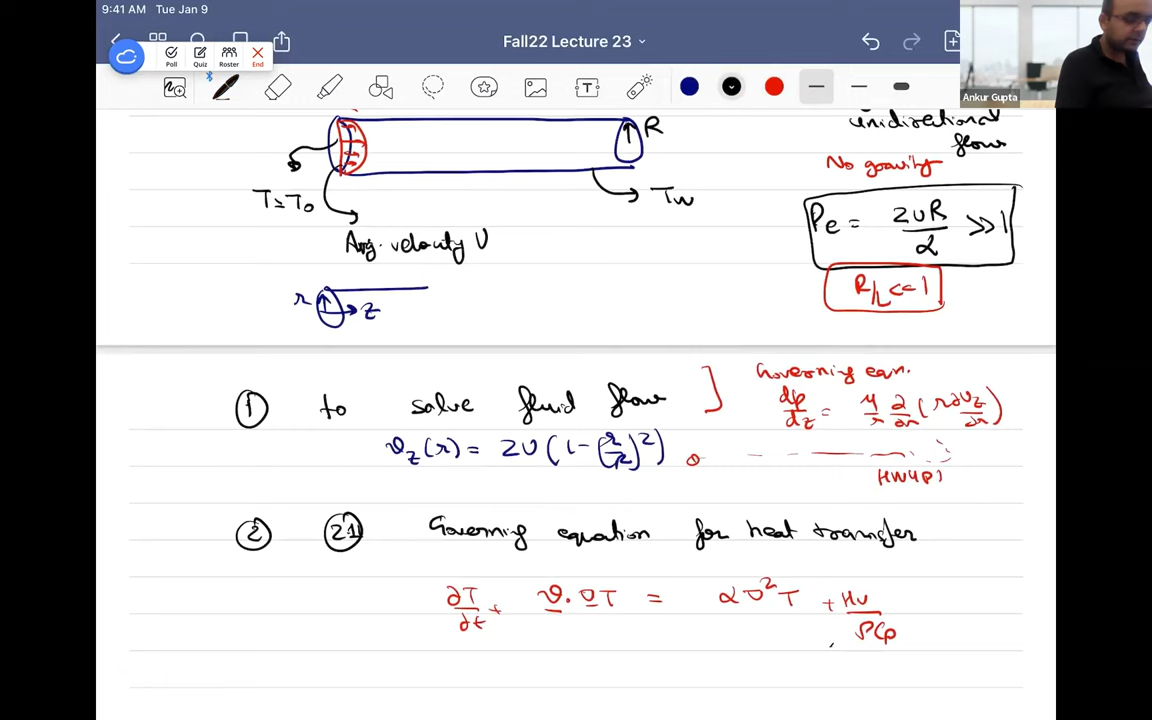 9:41 AM Tue Jan 9
Fall22 Lecture 23
Poll Quiz Roster End
Ankur Gupta
unidirectional
flow
No gravity
R
T=T₀
Tw
Avg. velocity U
Pe = 2UR/α >>1
R/L <<1
r
z
① to solve fluid flow
Governing eqn.
dp/dz = μ/r ∂/∂r (r ∂v_z/∂r)
v_z(r) = 2U(1-(r/R)²)
HW4P1
② 2.1 Governing equation for heat transfer
∂T/∂t + v·∇T = α∇²T + Hv/ρCp